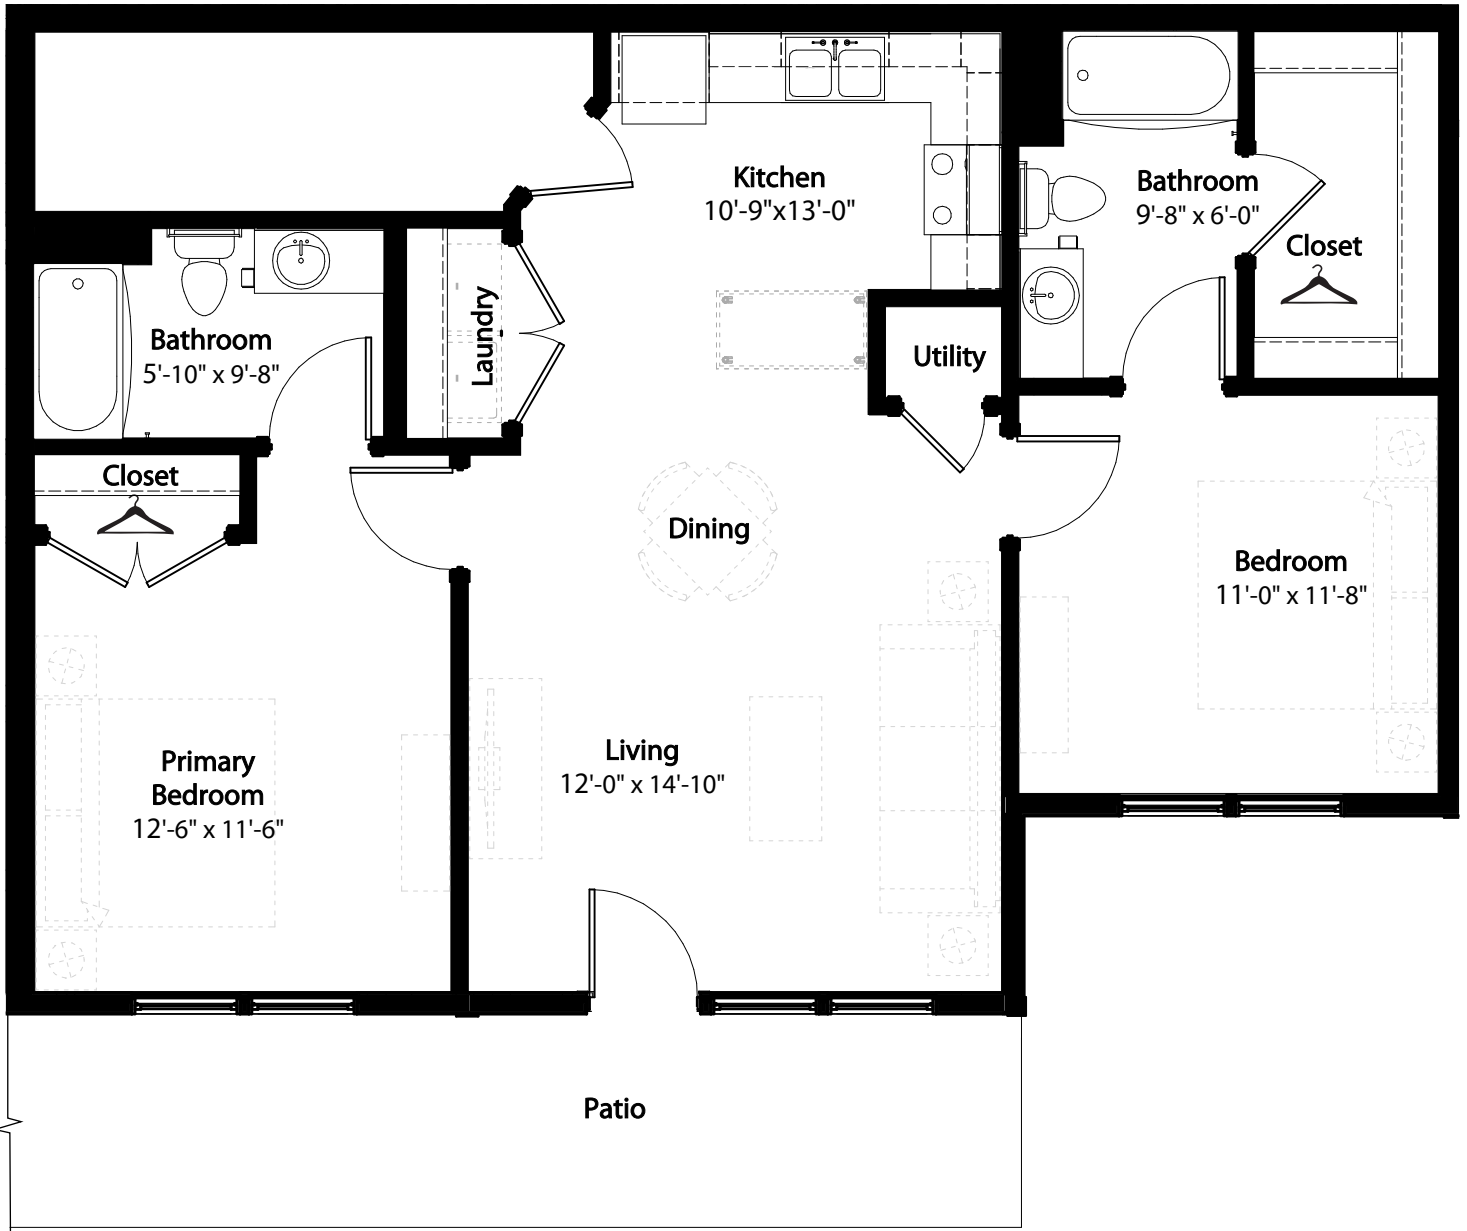 Kitchen
10'-9"x13'-0"
Bathroom
9'-8" x 6'-0"
Closet
Laundry
Bathroom
5'-10" x 9'-8"
Utility
Closet
Dining
Bedroom
11'-0" x 11'-8"
Primary
Bedroom
12'-6" x 11'-6"
Living
12'-0" x 14'-10"
Patio